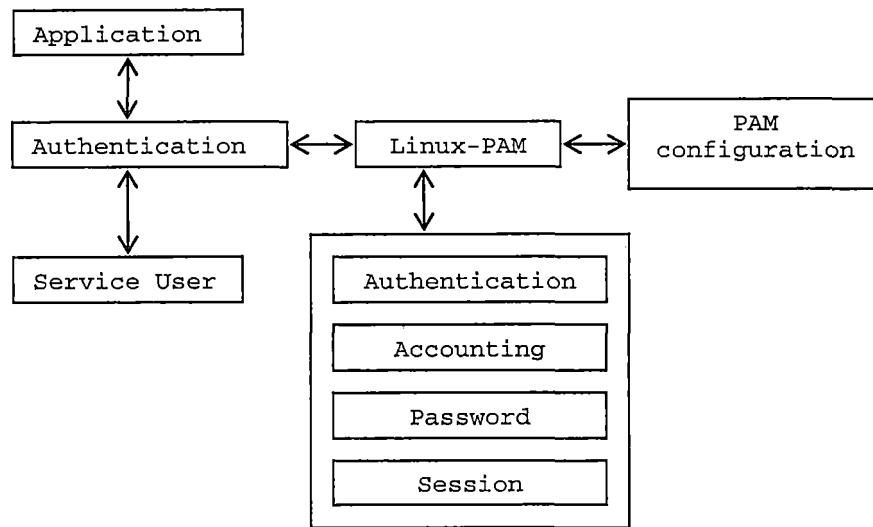 Application
Authentication
Linux-PAM
PAM
configuration
Service User
Authentication
Accounting
Password
Session